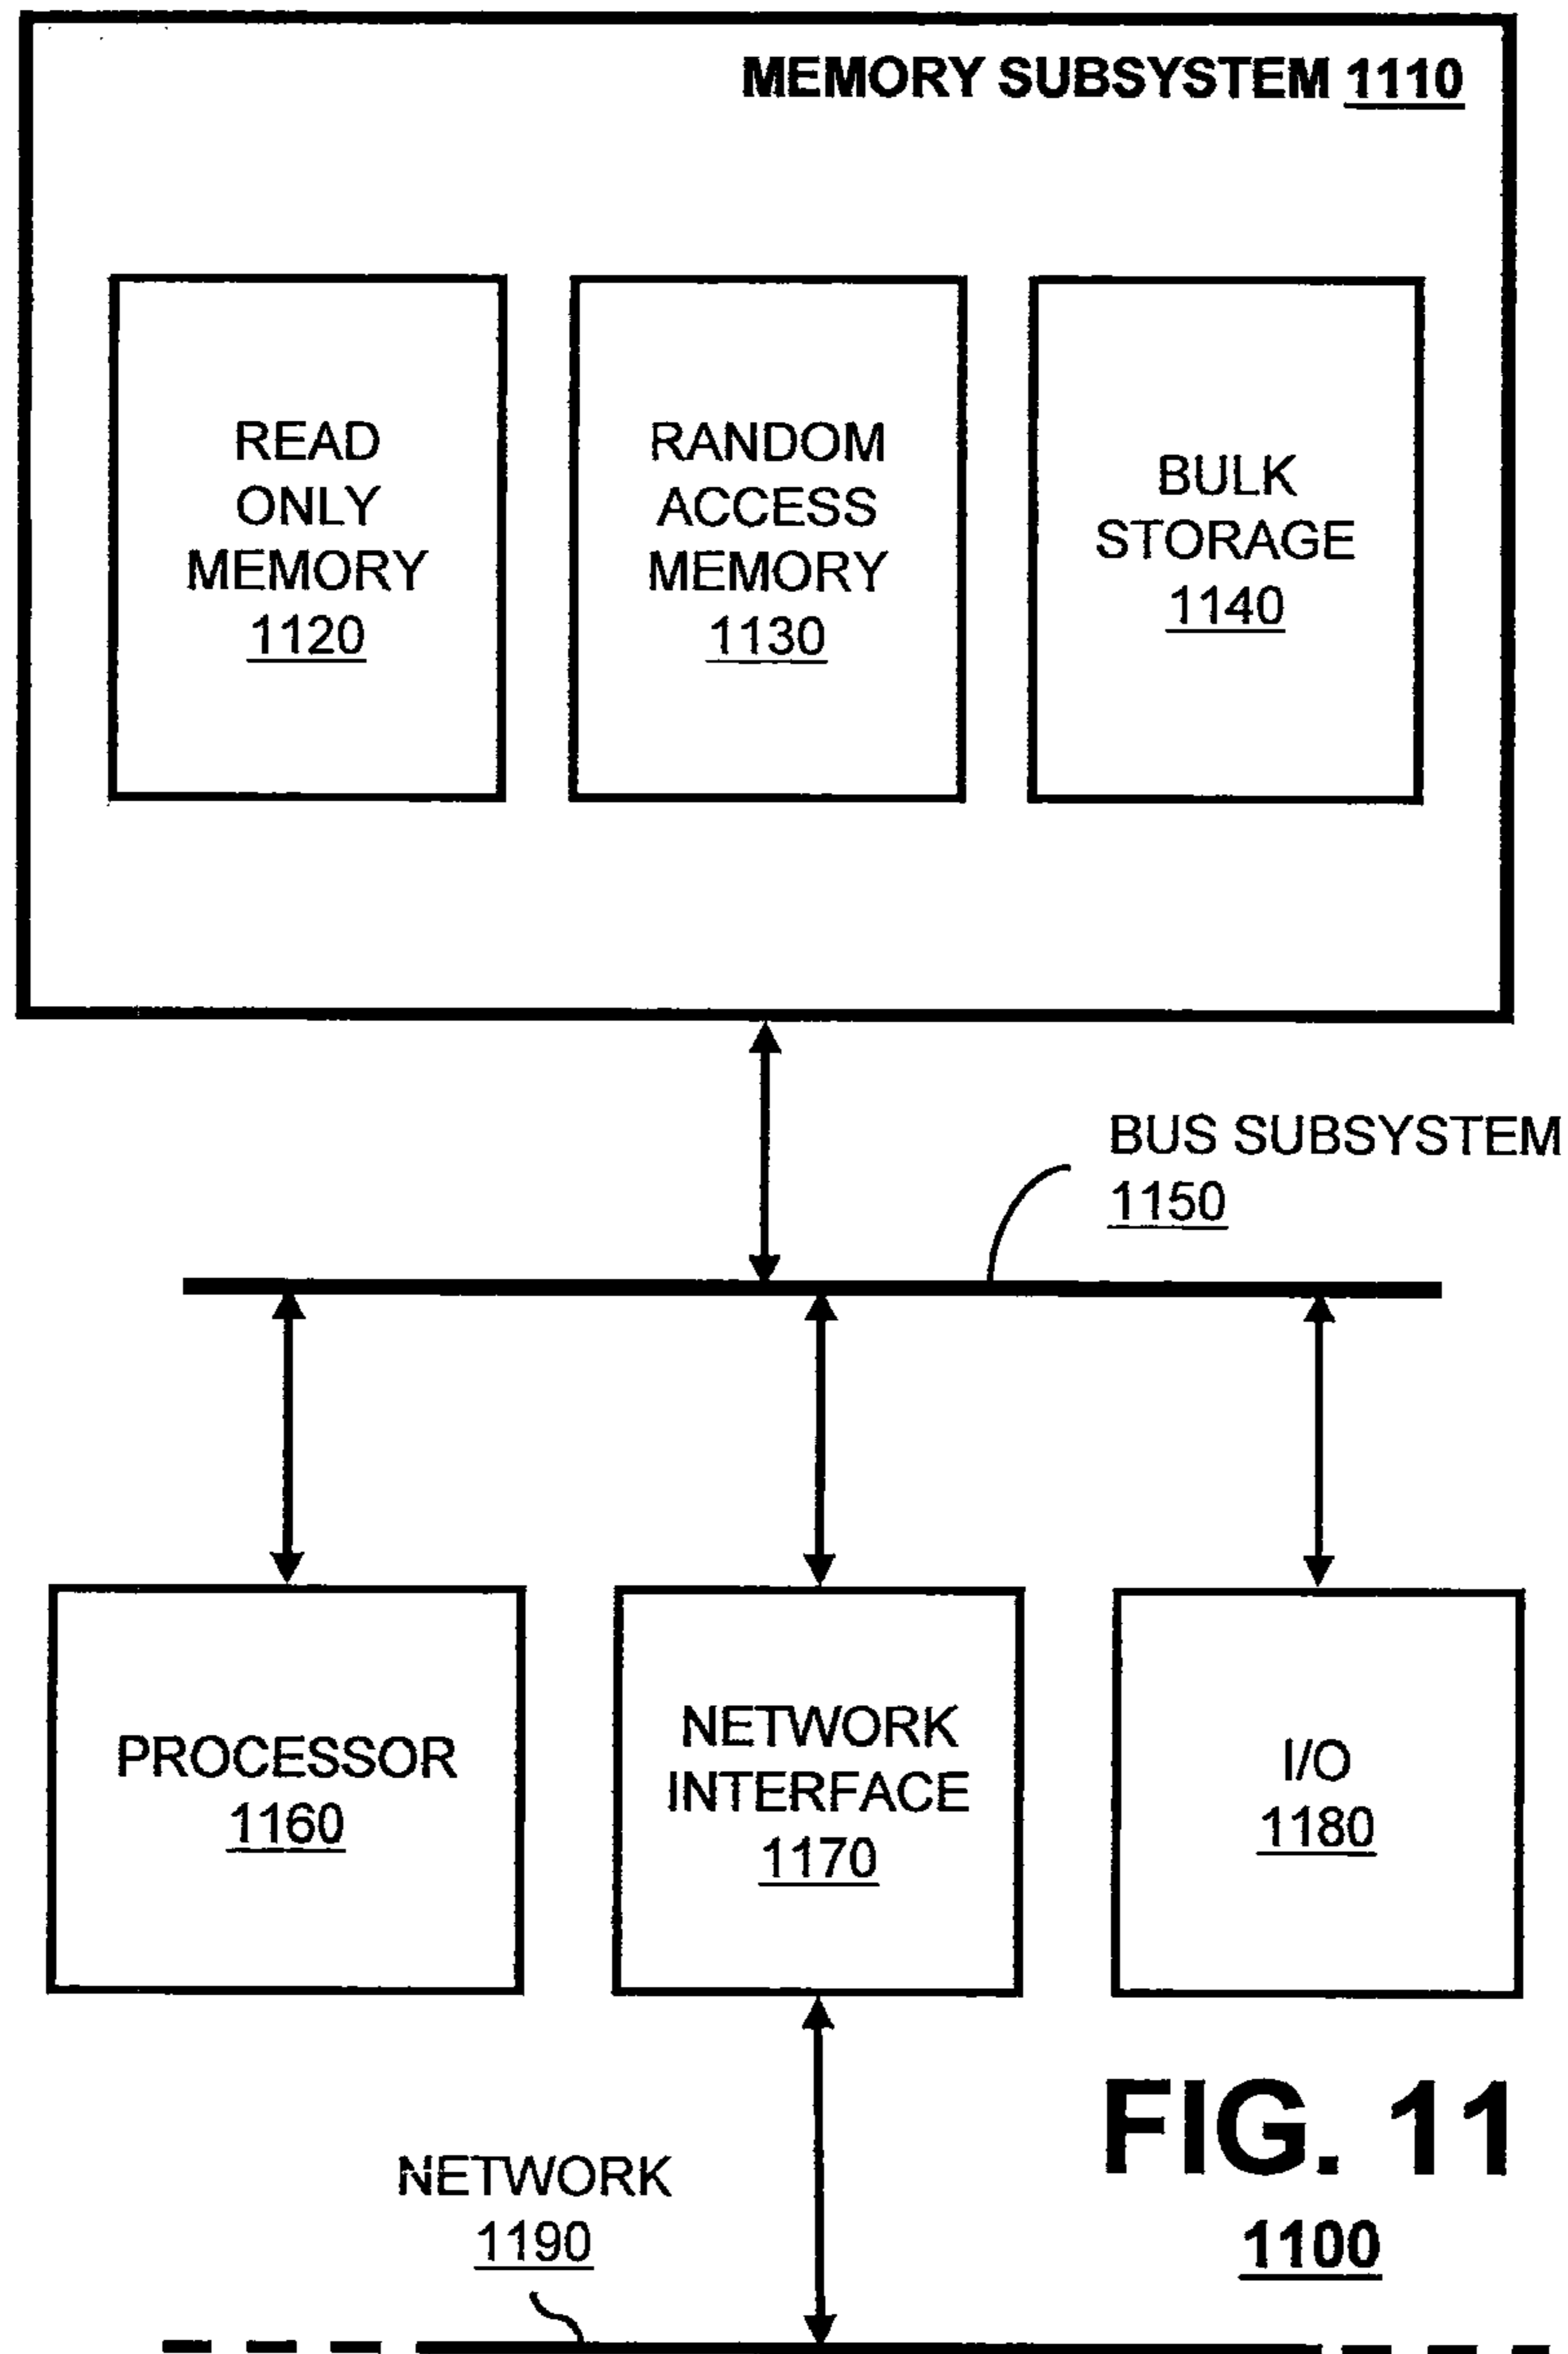 MEMORY SUBSYSTEM 1110
READ
ONLY
MEMORY
1120
RANDOM
ACCESS
MEMORY
1130
BULK
STORAGE
1140
BUS SUBSYSTEM
1150
PROCESSOR
1160
NETWORK
INTERFACE
1170
I/O
1180
NETWORK
1190
FIG. 11
1100